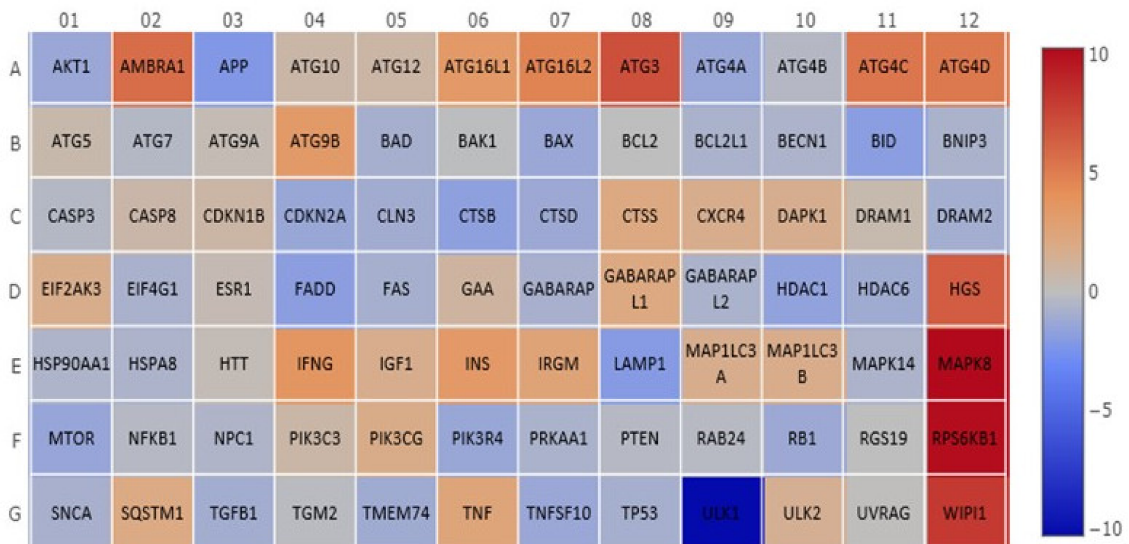 01 02 03 04 05 06 07 08 09 10 11 12
A AKT1 AMBRA1 APP ATG10 ATG12 ATG16L1 ATG16L2 ATG3 ATG4A ATG4B ATG4C ATG4D
B ATG5 ATG7 ATG9A ATG9B BAD BAK1 BAX BCL2 BCL2L1 BECN1 BID BNIP3
C CASP3 CASP8 CDKN1B CDKN2A CLN3 CTSB CTSD CTSS CXCR4 DAPK1 DRAM1 DRAM2
D EIF2AK3 EIF4G1 ESR1 FADD FAS GAA GABARAP GABARAP GABARAP HDAC1 HDAC6 HGS
L1 L2
E HSP90AA1 HSPA8 HTT IFNG IGF1 INS IRGM LAMP1 MAP1LC3 MAP1LC3 MAPK14 MAPK8
A B
F MTOR NFKB1 NPC1 PIK3C3 PIK3CG PIK3R4 PRKAA1 PTEN RAB24 RB1 RGS19 RPS6KB1
G SNCA SQSTM1 TGFB1 TGM2 TMEM74 TNF TNFSF10 TP53 ULK1 ULK2 UVRAG WIPI1
10
5
0
−5
−10